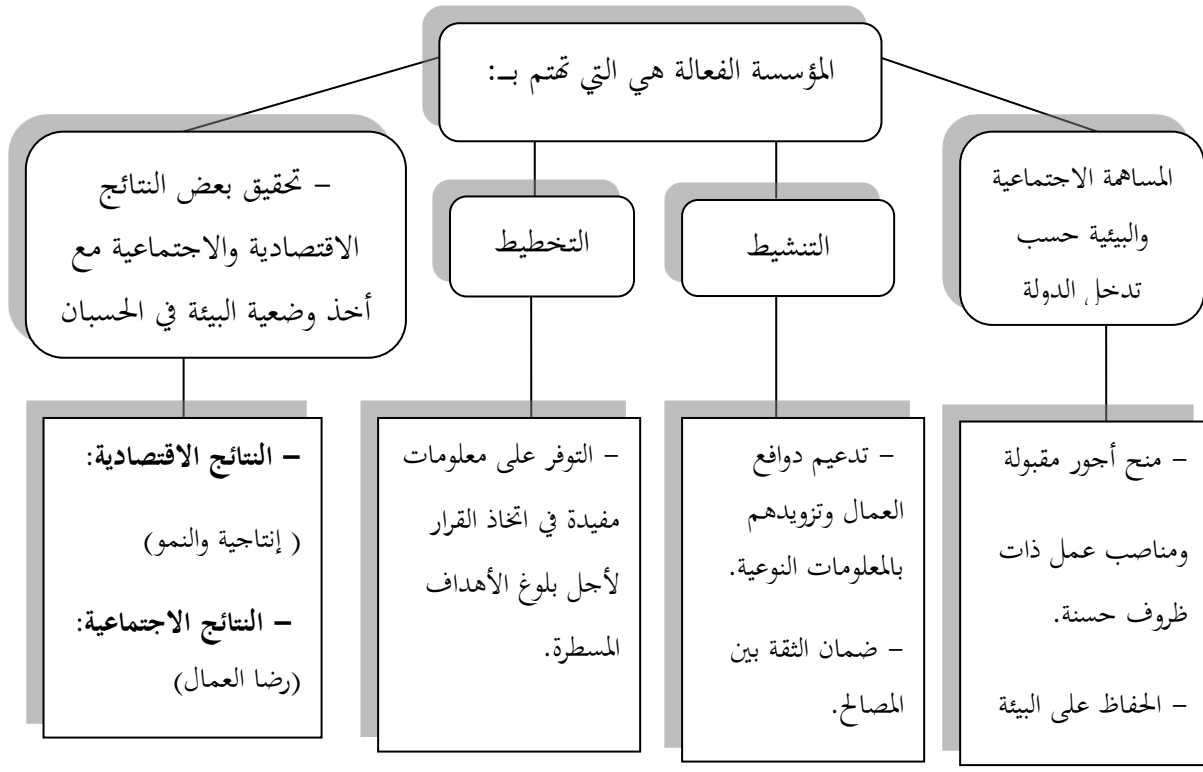 المؤسسة الفعالة هي التي تهتم بــ:
المساهمة الاجتماعية
والبيئية حسب
تدخل الدولة
التنشيط
التخطيط
– تحقيق بعض النتائج
الاقتصادية والاجتماعية مع
أخذ وضعية البيئة في الحسبان
– منح أجور مقبولة
ومناصب عمل ذات
ظروف حسنة.
– الحفاظ على البيئة
– تدعيم دوافع
العمال وتزويدهم
بالمعلومات النوعية.
– ضمان الثقة بين
المصالح.
– التوفر على معلومات
مفيدة في اتخاذ القرار
لأجل بلوغ الأهداف
المسطرة.
– النتائج الاقتصادية:
( إنتاجية والنمو)
– النتائج الاجتماعية:
(رضا العمال)